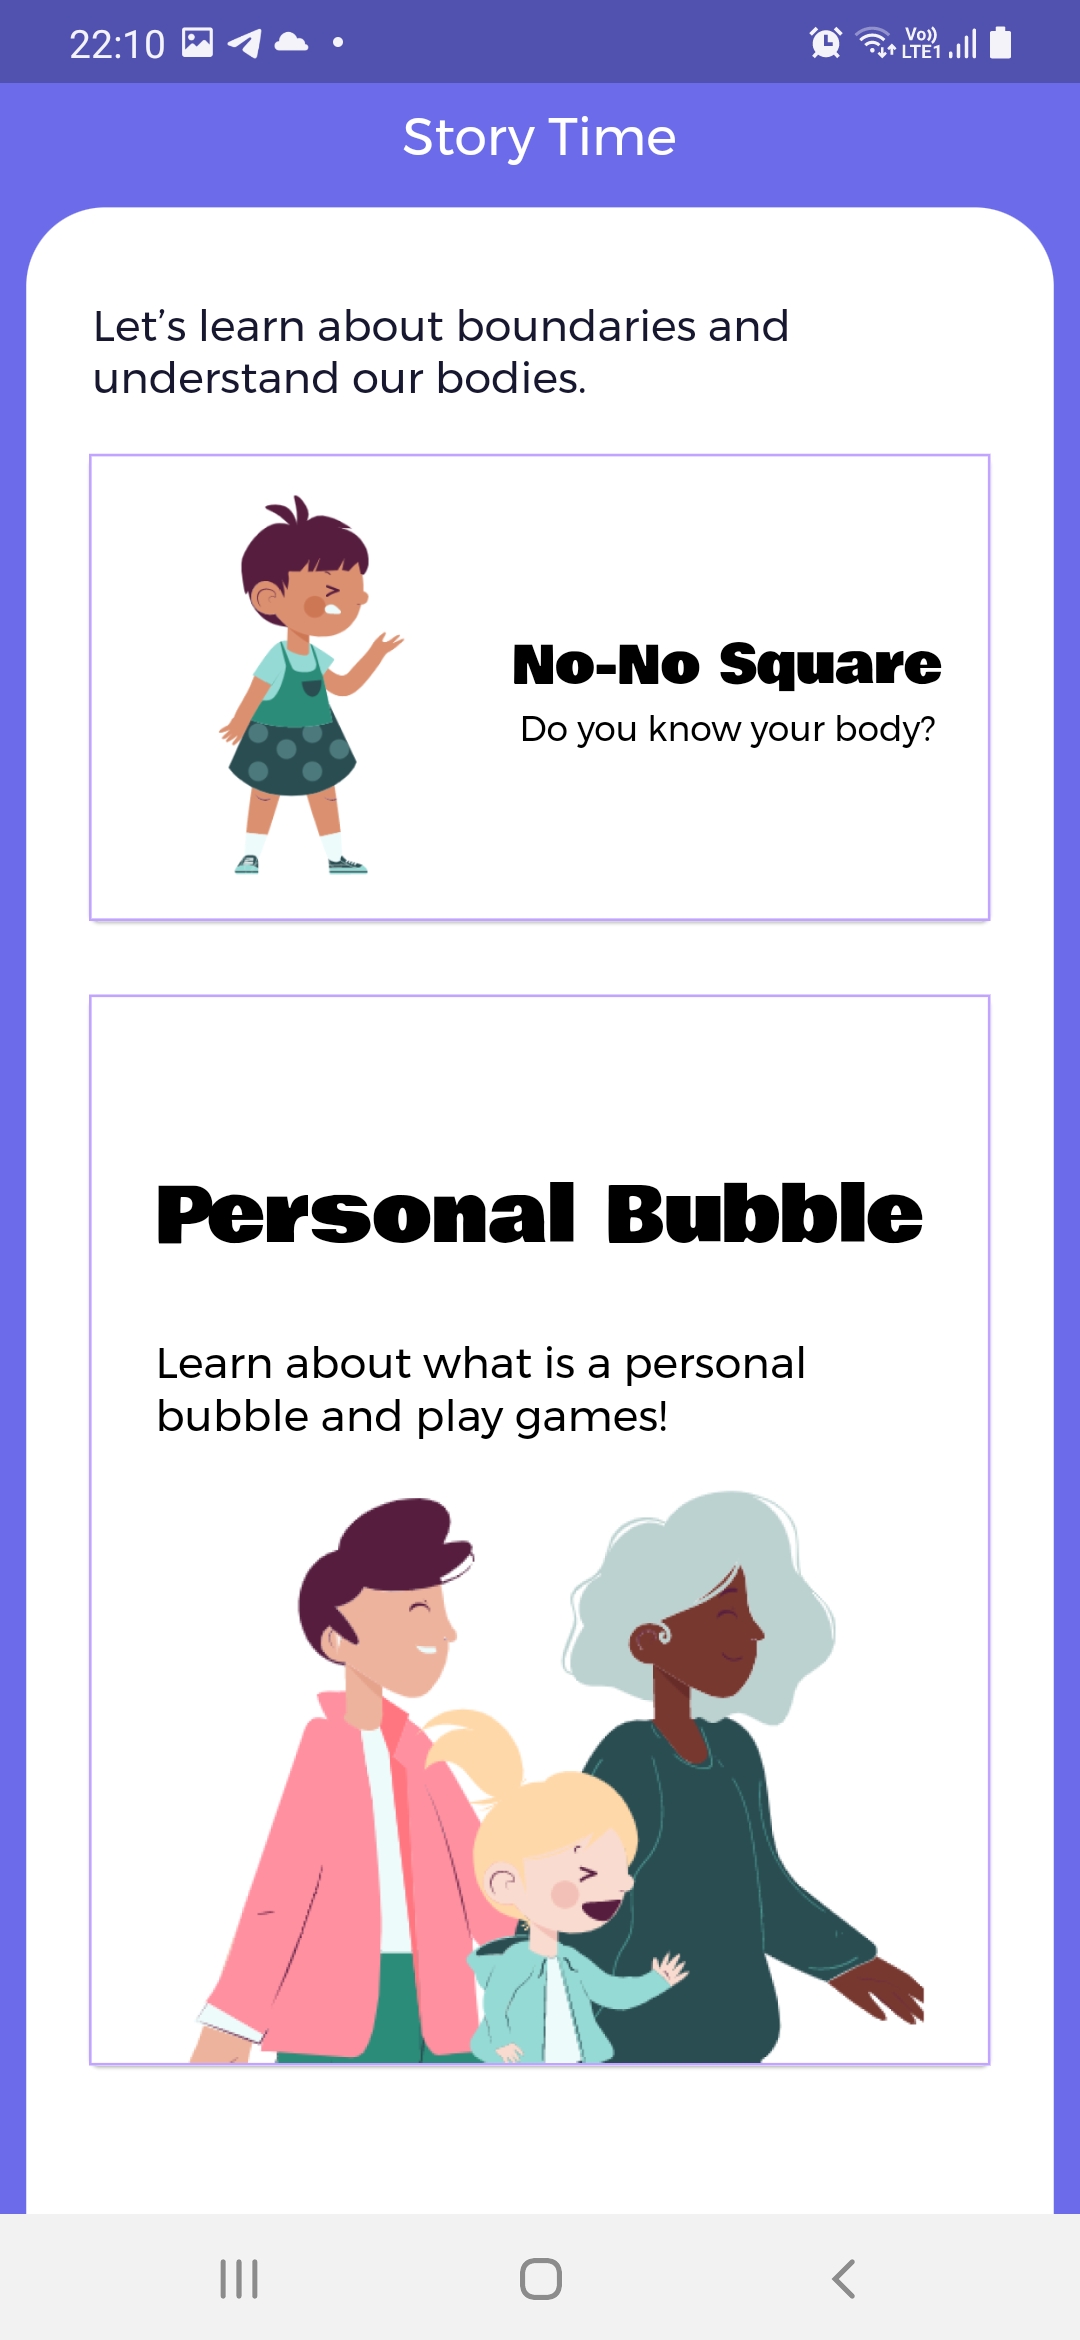 22:10
Vo))
LTE1
Story Time
Let’s learn about boundaries and
understand our bodies.
No-No Square
Do you know your body?
Personal Bubble
Learn about what is a personal
bubble and play games!